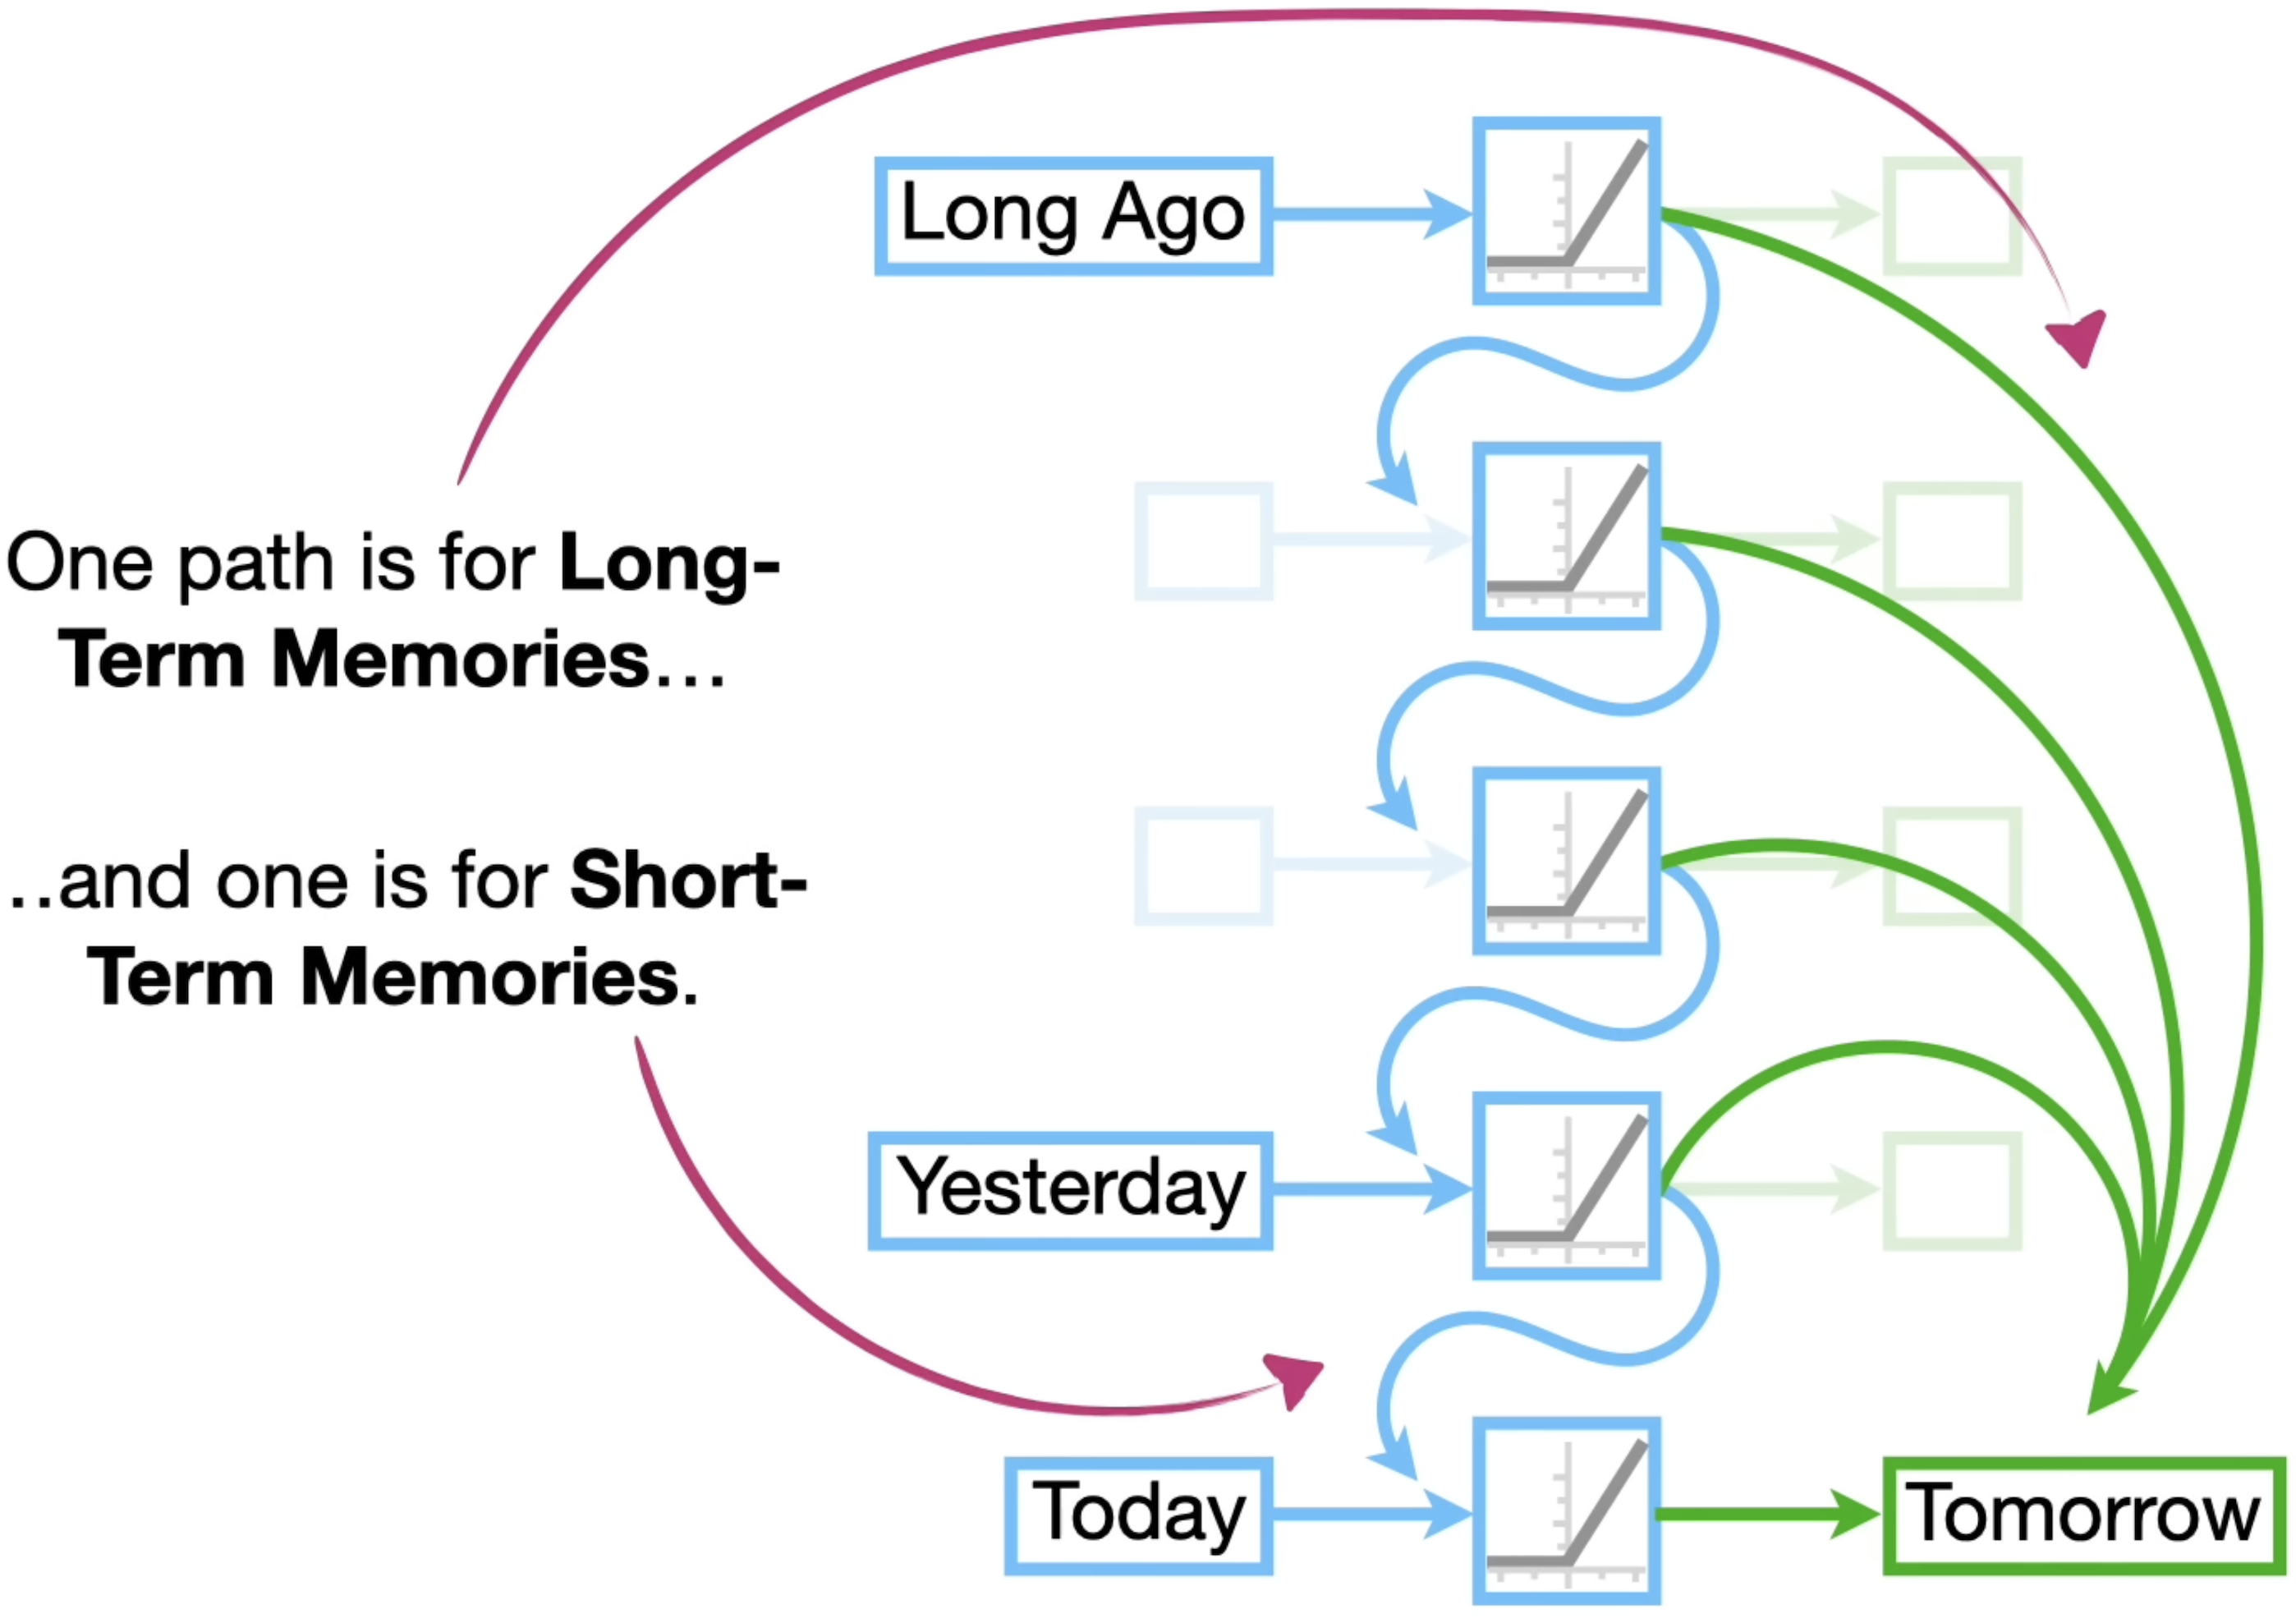 Long Ago
One path is for Long-
Term Memories...
..and one is for Short-
Term Memories.
Yesterday
Today
Tomorrow